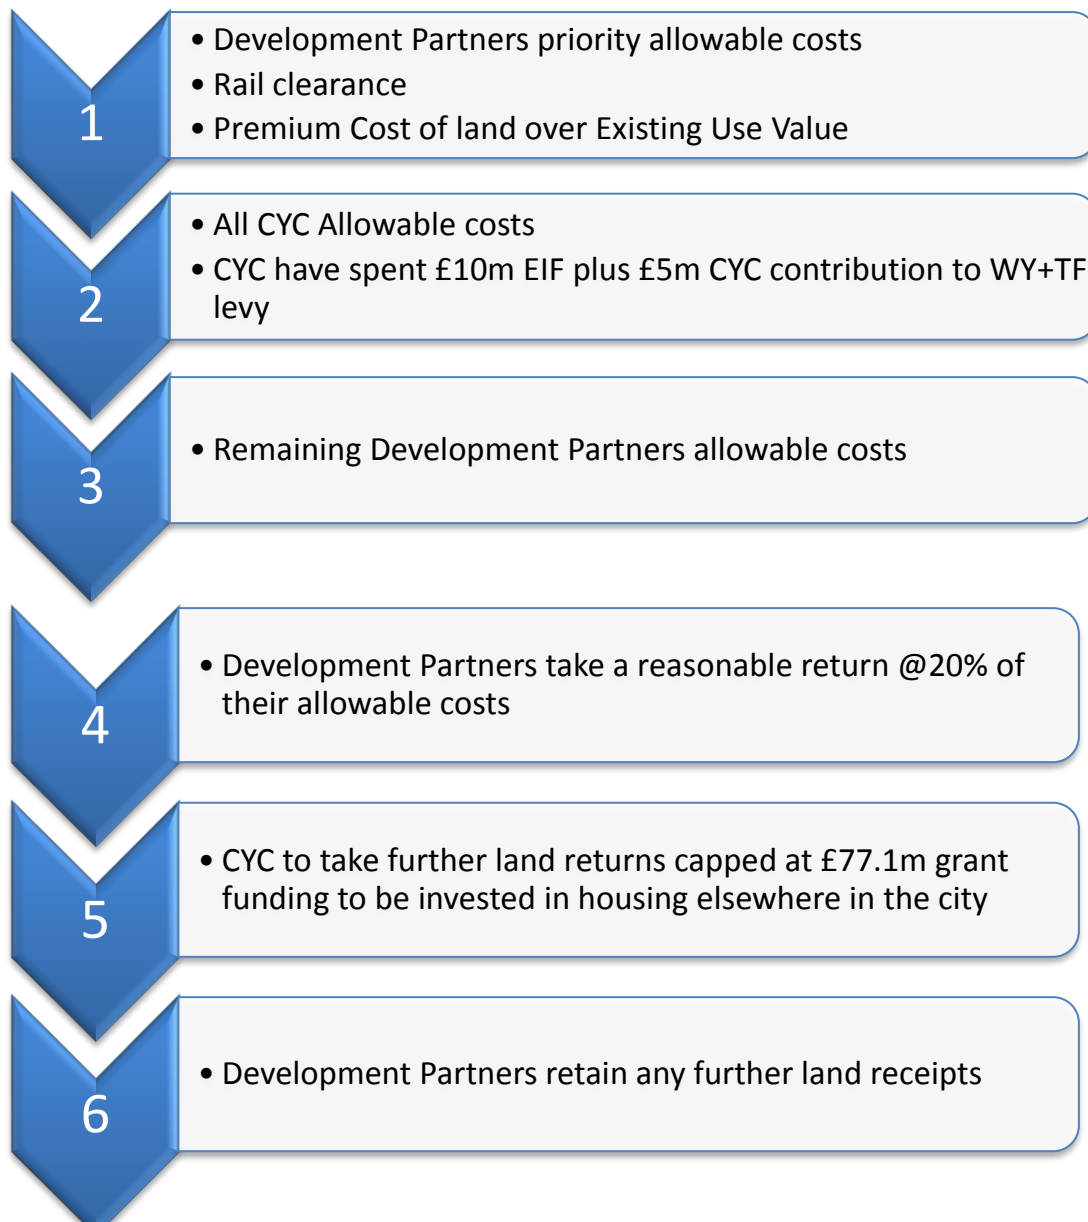 1
• Development Partners priority allowable costs
• Rail clearance
• Premium Cost of land over Existing Use Value
2
• All CYC Allowable costs
• CYC have spent £10m EIF plus £5m CYC contribution to WY+TF
levy
3
• Remaining Development Partners allowable costs
4
• Development Partners take a reasonable return @20% of
their allowable costs
5
• CYC to take further land returns capped at £77.1m grant
funding to be invested in housing elsewhere in the city
6
• Development Partners retain any further land receipts